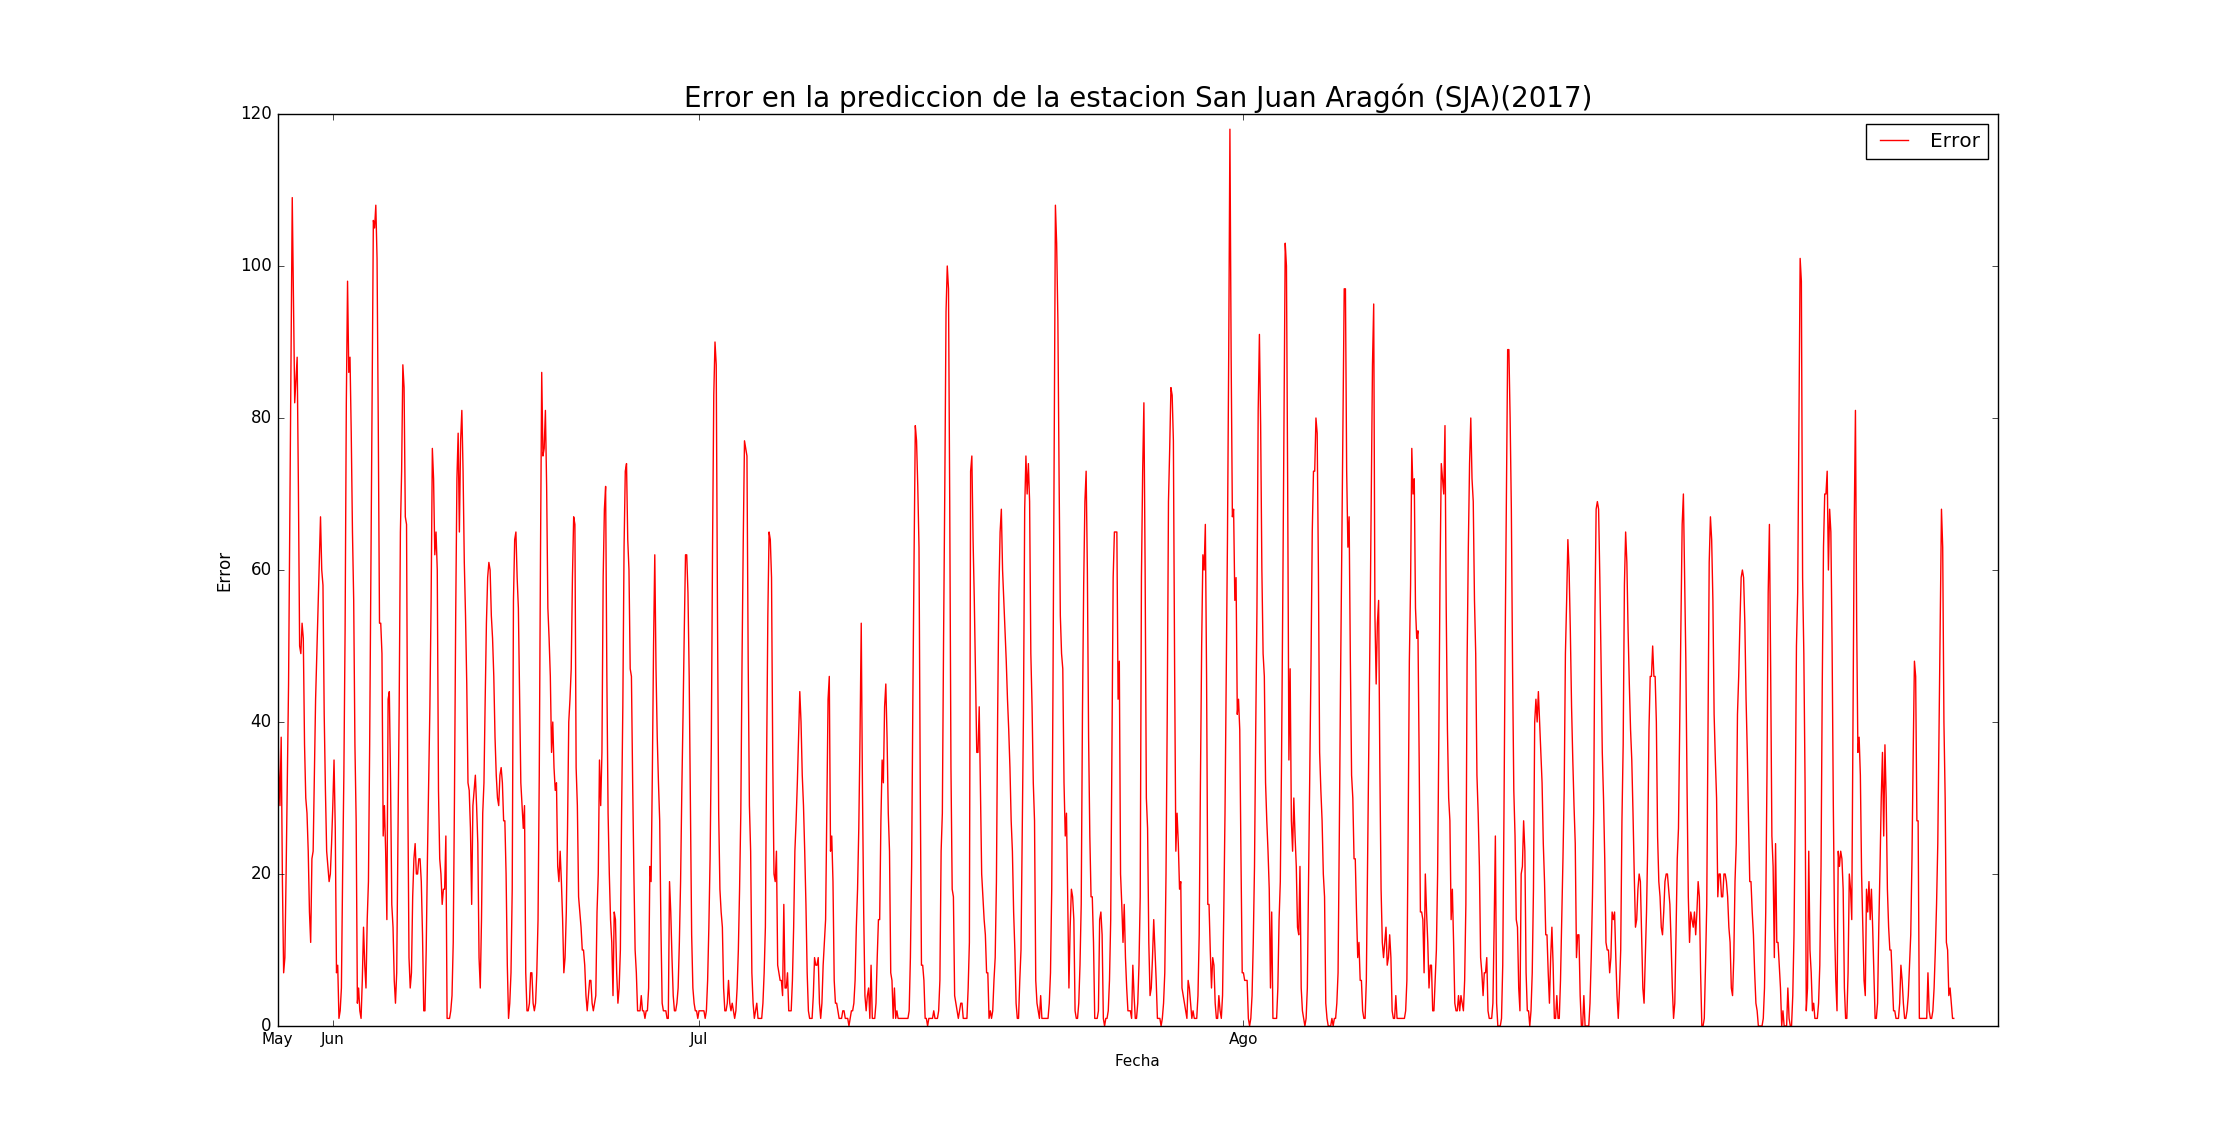 Error en la prediccion de la estacion San Juan Aragón (SJA)(2017)
120
100
80
60
40
20
0
Error
Error
May Jun Jul Ago
Fecha